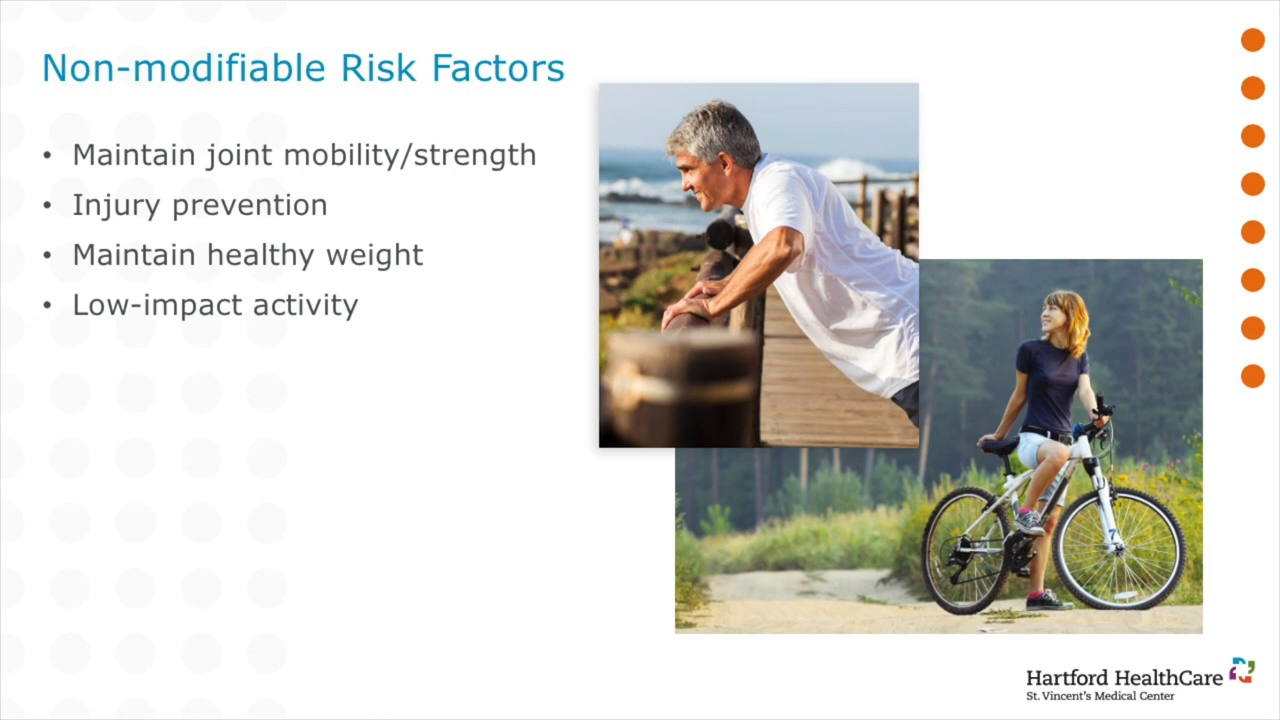 Non-modifiable Risk Factors
• Maintain joint mobility/strength
• Injury prevention
• Maintain healthy weight
• Low-impact activity
Hartford HealthCare
St. Vincent's Medical Center